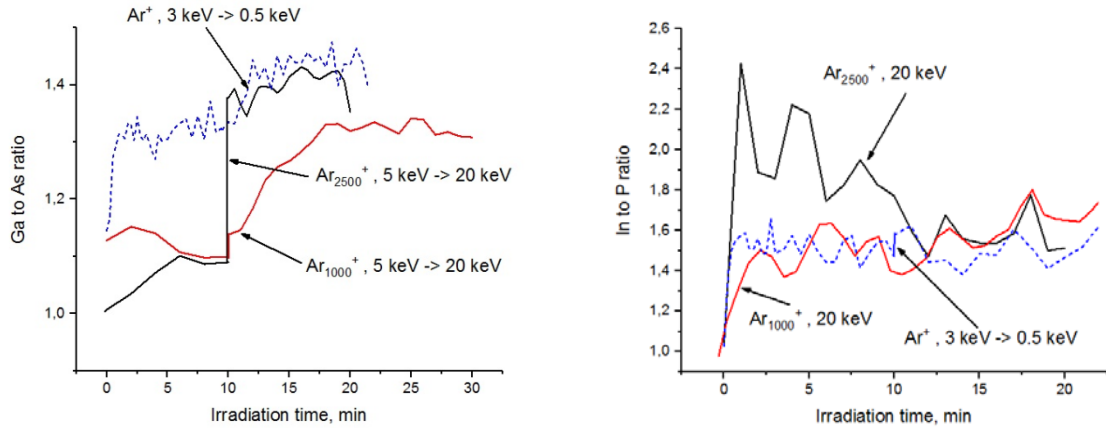 Ar+ , 3 keV -> 0.5 keV
1,4
1,2
1,0
Ga to As ratio
Ar2500+ , 5 keV -> 20 keV
Ar1000+ , 5 keV -> 20 keV
0 5 10 15 20 25 30
Irradiation time, min
2,6
2,4
2,2
2,0
1,8
1,6
1,4
1,2
1,0
In to P ratio
Ar2500+ , 20 keV
Ar1000+ , 20 keV
Ar+ , 3 keV -> 0.5 keV
0 5 10 15 20
Irradiation time, min